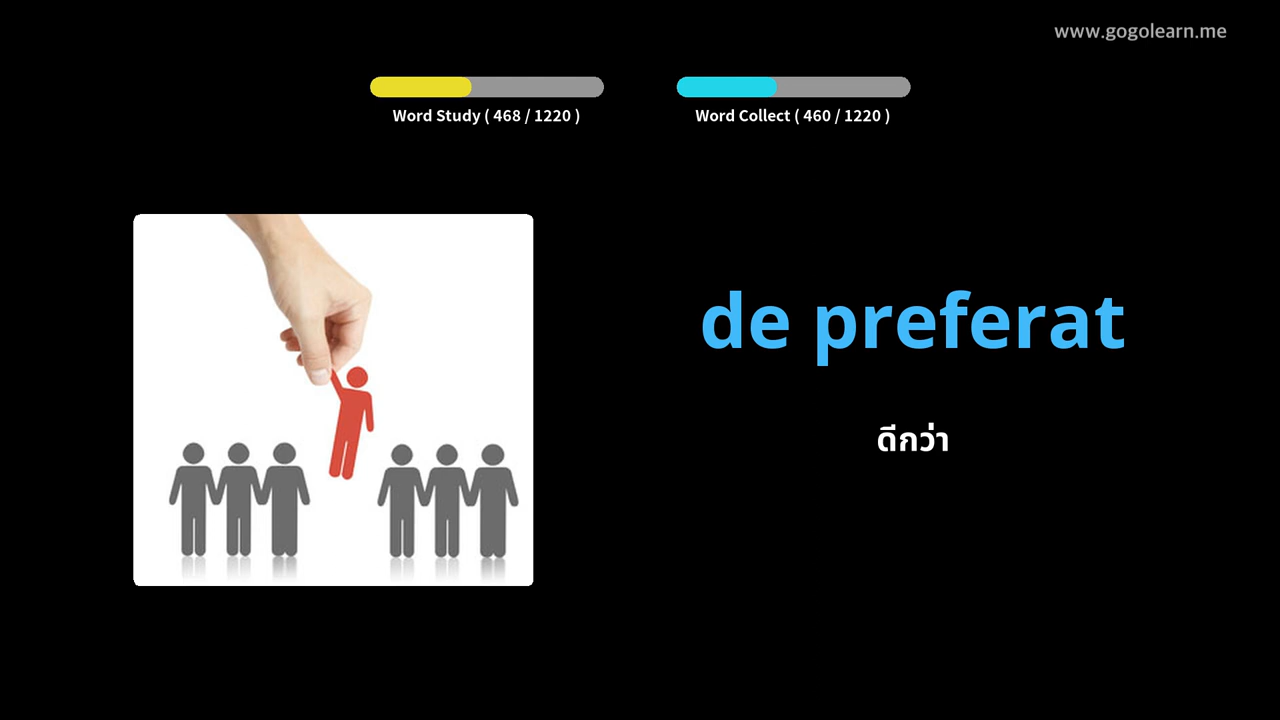 www.gogolearn.me
Word Study ( 468 / 1220 )
Word Collect ( 460 / 1220 )
de preferat
ดีกว่า